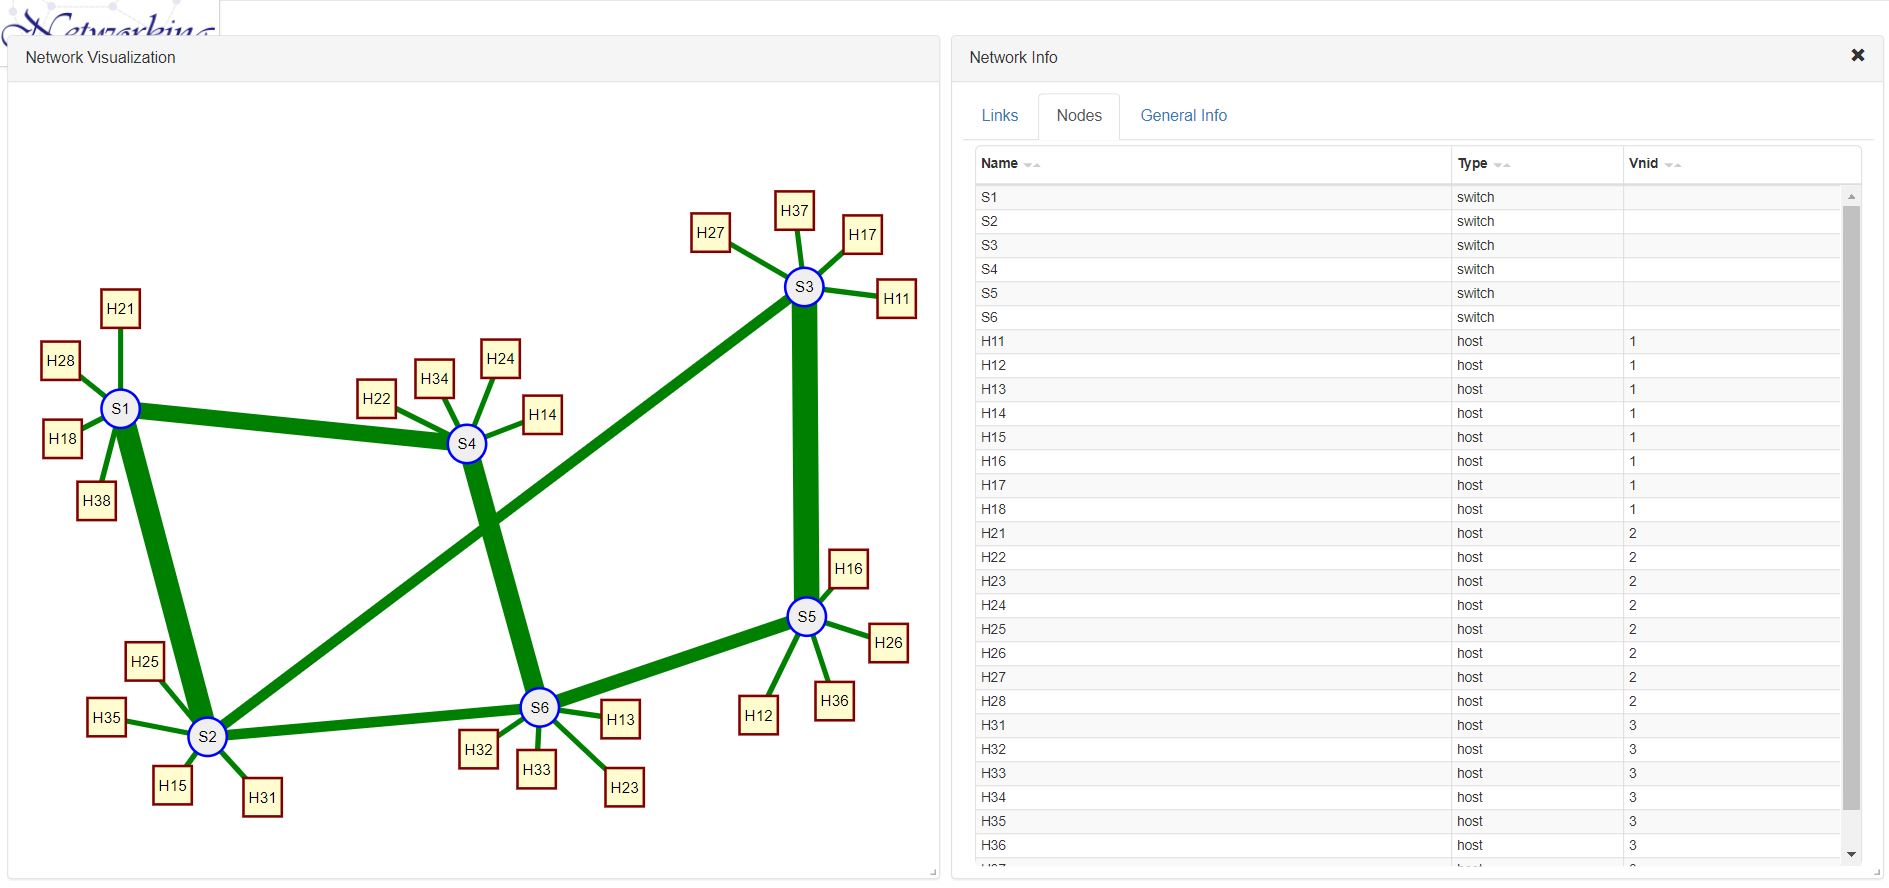 Networking
Network Visualization
H37
H27
H17
S3
H11
H21
H28
H24
H34
H22
S1
H14
H18
S4
H38
H16
S5
H26
H25
H36
H35
S6
H12
H13
S2
H32
H33
H15
H23
H31
Network Info
Links Nodes General Info
Name Type Vnid
S1 switch
S2 switch
S3 switch
S4 switch
S5 switch
S6 switch
H11 host 1
H12 host 1
H13 host 1
H14 host 1
H15 host 1
H16 host 1
H17 host 1
H18 host 1
H21 host 2
H22 host 2
H23 host 2
H24 host 2
H25 host 2
H26 host 2
H27 host 2
H28 host 2
H31 host 3
H32 host 3
H33 host 3
H34 host 3
H35 host 3
H36 host 3
H37 host 3